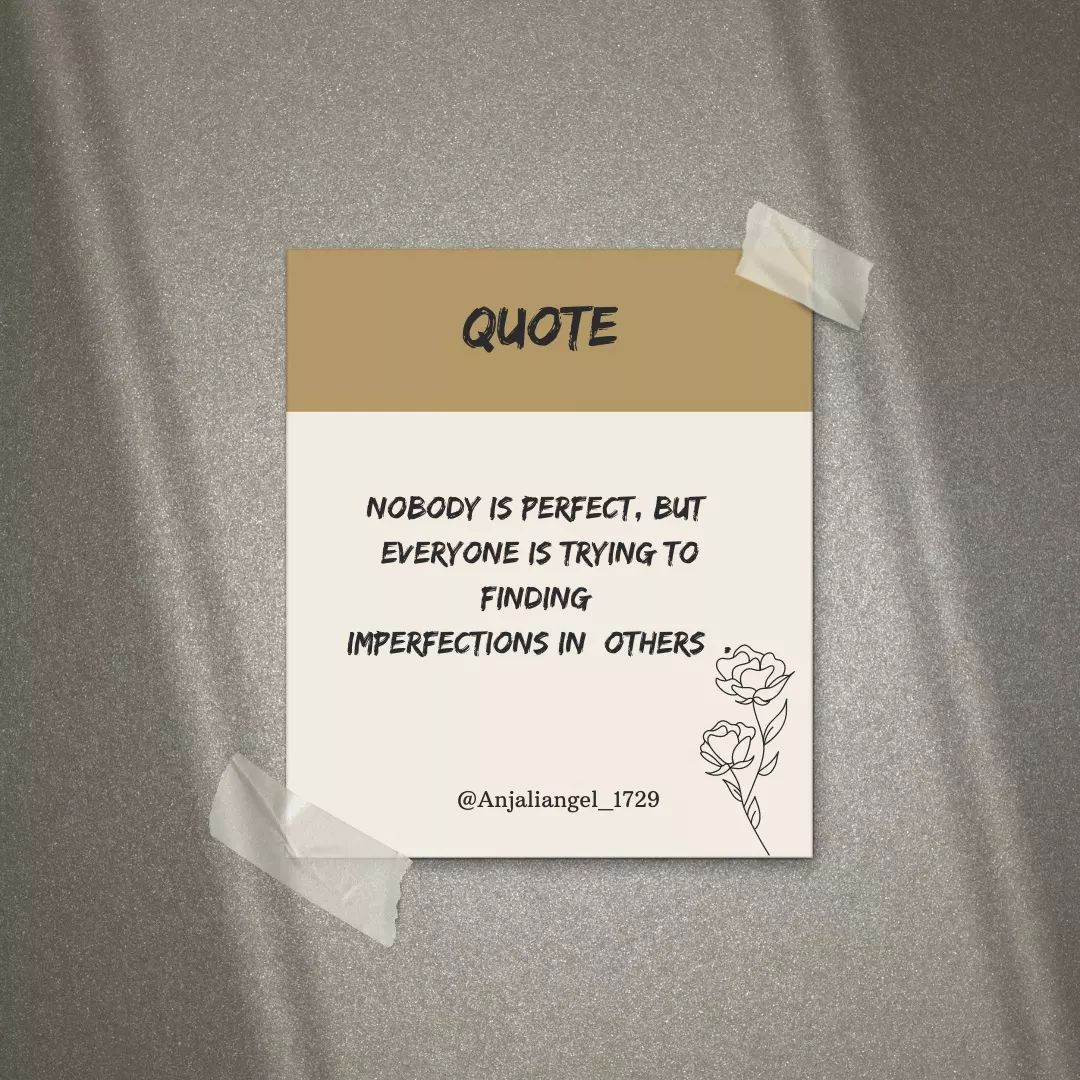 QUOTE
NOBODY IS PERFECT, BUT
EVERYONE IS TRYING TO
FINDING
IMPERFECTIONS IN OTHERS .
@Anjaliangel_1729